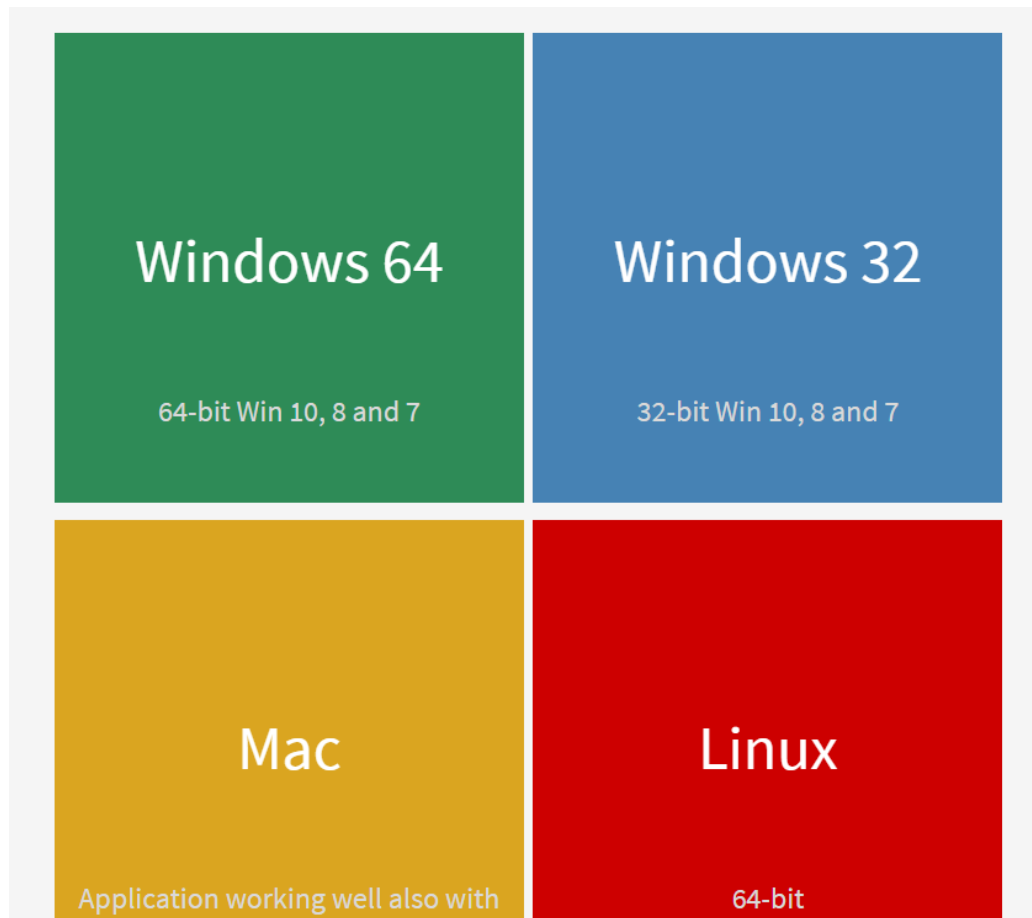 Windows 64
64-bit Win 10, 8 and 7
Windows 32
32-bit Win 10, 8 and 7
Mac
Application working well also with
Linux
64-bit